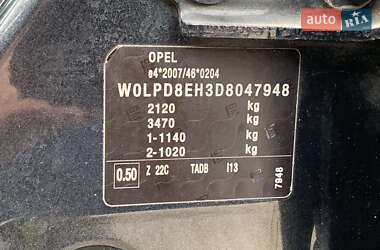 auto RIA
OPEL
e4*2007/46*0204
W0LPD8EH3D8047948
2120 kg
3470 kg
1-1140 kg
2-1020 kg
0.50 Z 22C TADB I13
7948